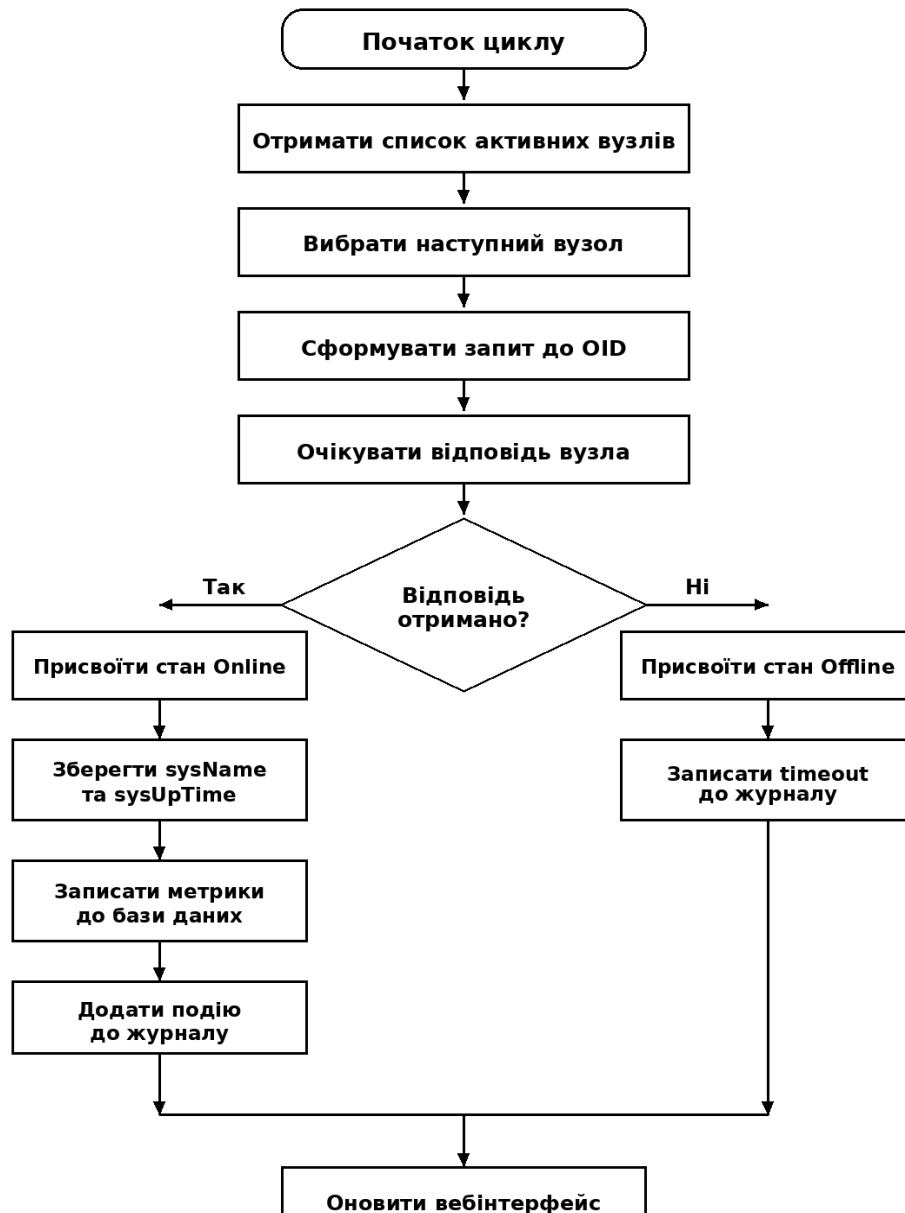 Початок циклу
Отримати список активних вузлів
Вибрати наступний вузол
Сформувати запит до OID
Очікувати відповідь вузла
Відповідь
отримано?
Так
Ні
Присвоїти стан Online
Присвоїти стан Offline
Зберегти sysName
та sysUpTime
Записати timeout
до журналу
Записати метрики
до бази даних
Додати подію
до журналу
Оновити вебінтерфейс